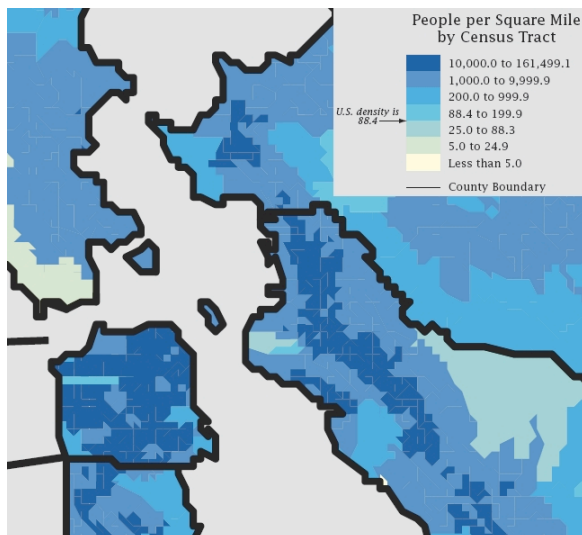 People per Square Mile
by Census Tract
10,000.0 to 161,499.1
1,000.0 to 9,999.9
200.0 to 999.9
U.S. density is
88.4
88.4 to 199.9
25.0 to 88.3
5.0 to 24.9
Less than 5.0
County Boundary